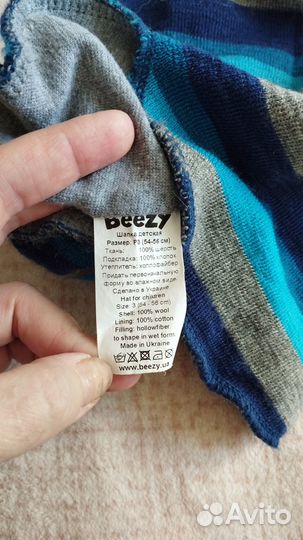 Beezy
Шапка детская
Размер: Р3 (54-56 см)
Ткань: 100% шерсть
Подкладка: 100% хлопок
Утеплитель: холлофайбер
Придать первоначальную
форму во влажном виде
Сделано в Украине
Hat for children
Size: 3 (54 - 56 cm)
Shell: 100% wool
Lining: 100% cotton
Filling: hollowfiber
to shape in wet form.
Made in Ukraine
www.beezy.ua
Avito